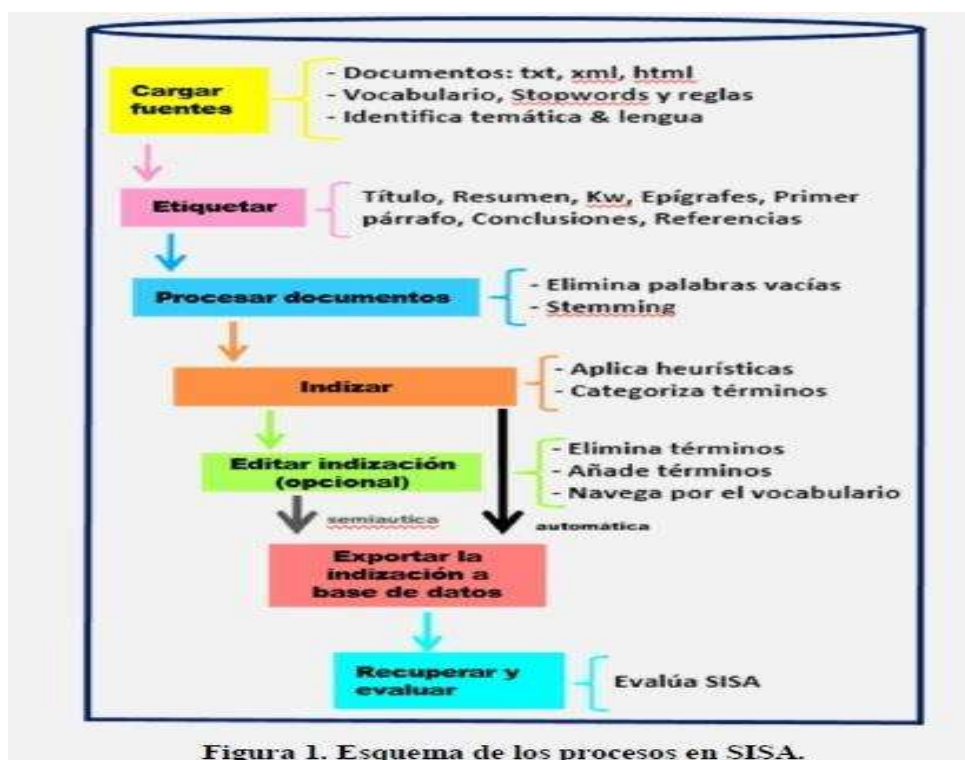 Cargar
fuentes
- Documentos: txt, xml, html
- Vocabulario, Stopwords y reglas
- Identifica temática & lengua
Etiquetar
Título, Resumen, Kw, Epígrafes, Primer
párrafo, Conclusiones, Referencias
Procesar documentos
- Elimina palabras vacías
- Stemming
Indizar
- Aplica heurísticas
- Categoriza términos
Editar indización
(opcional)
- Elimina términos
- Añade términos
- Navega por el vocabulario
semiautica
automática
Exportar la
indización a
base de datos
Recuperar y
evaluar
Evalúa SISA
Figura 1. Esquema de los procesos en SISA.